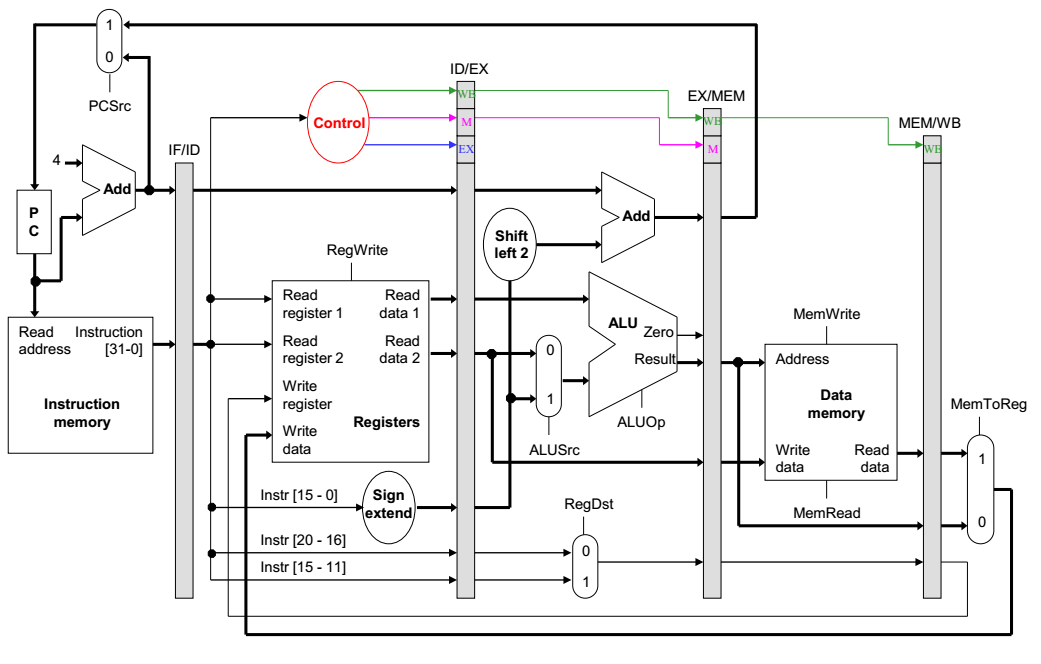 1
0
PCSrc
ID/EX
WB
M
EX
Control
EX/MEM
WB
M
MEM/WB
WB
IF/ID
4
Add
P
C
Shift
left 2
Add
RegWrite
Read
register 1
Read
data 1
Read
register 2
Read
data 2
Write
register
Write
data
Registers
Read
address
Instruction
[31-0]
Instruction
memory
0
1
ALUSrc
ALU
Zero
Result
ALUOp
MemWrite
Address
Data
memory
Write
data
Read
data
MemRead
MemToReg
1
0
Instr [15 - 0]
Sign
extend
RegDst
Instr [20 - 16]
0
Instr [15 - 11]
1